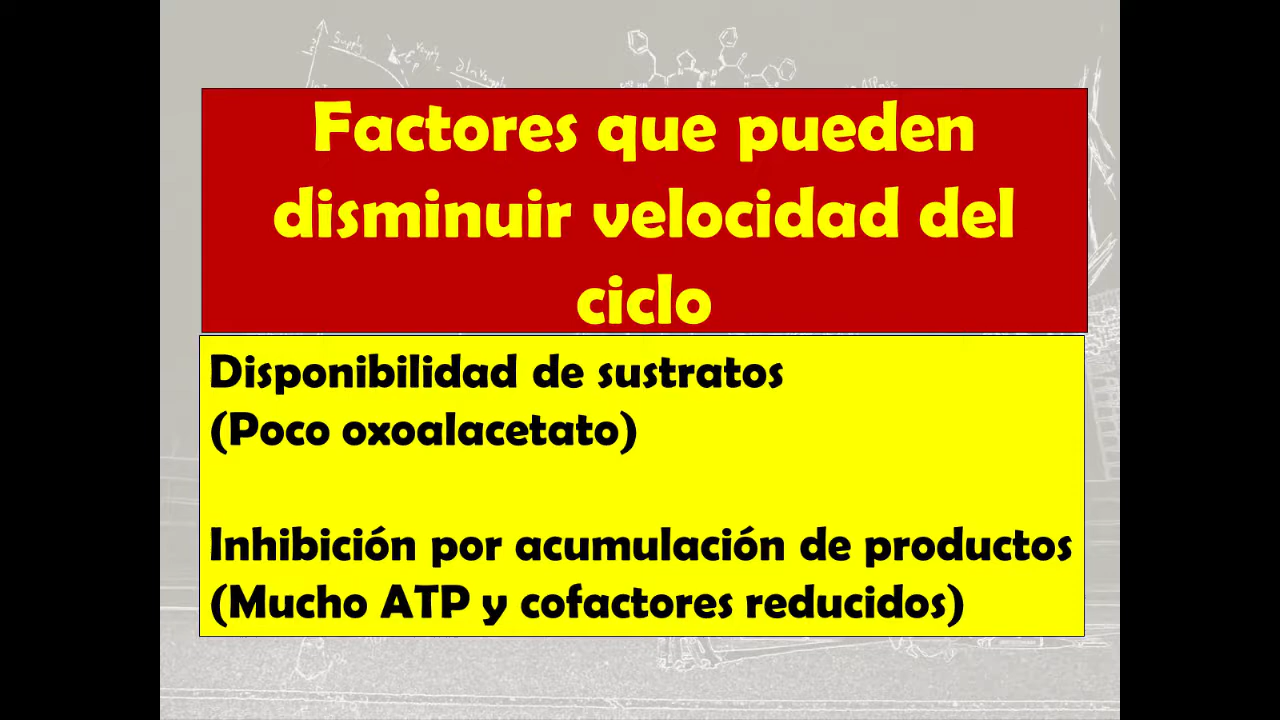 Supply
Factores que pueden
disminuir velocidad del
ciclo
Disponibilidad de sustratos
(Poco oxoalacetato)
Inhibición por acumulación de productos
(Mucho ATP y cofactores reducidos)